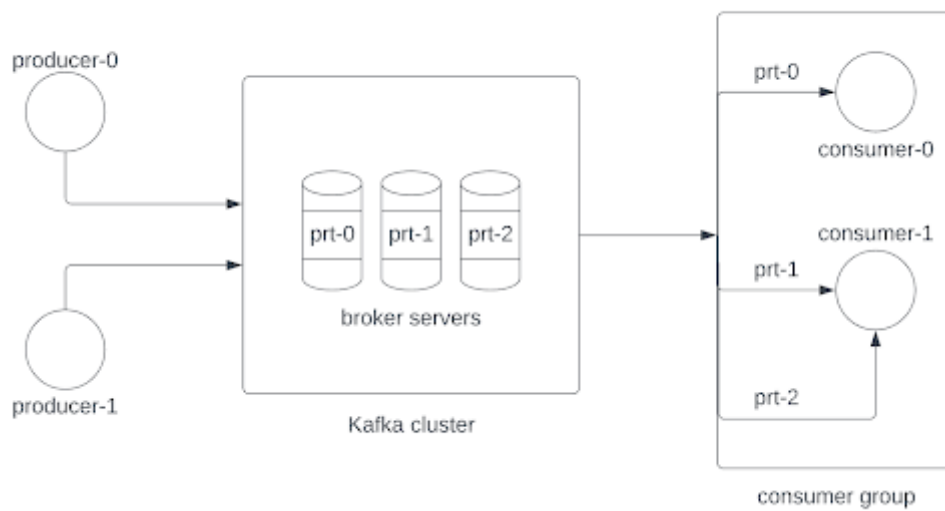 producer-0
prt-0
consumer-0
prt-0 prt-1 prt-2
consumer-1
prt-1
broker servers
prt-2
producer-1
Kafka cluster
consumer group